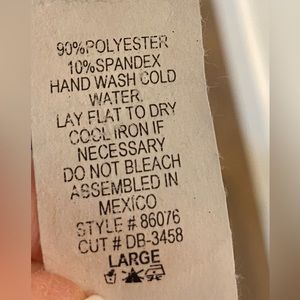 90%POLYESTER
10%SPANDEX
HAND WASH COLD
WATER
LAY FLAT TO DRY
COOL IRON IF
NECESSARY
DO NOT BLEACH
ASSEMBLED IN
MEXICO
STYLE # 86076
CUT # DB-3458
LARGE